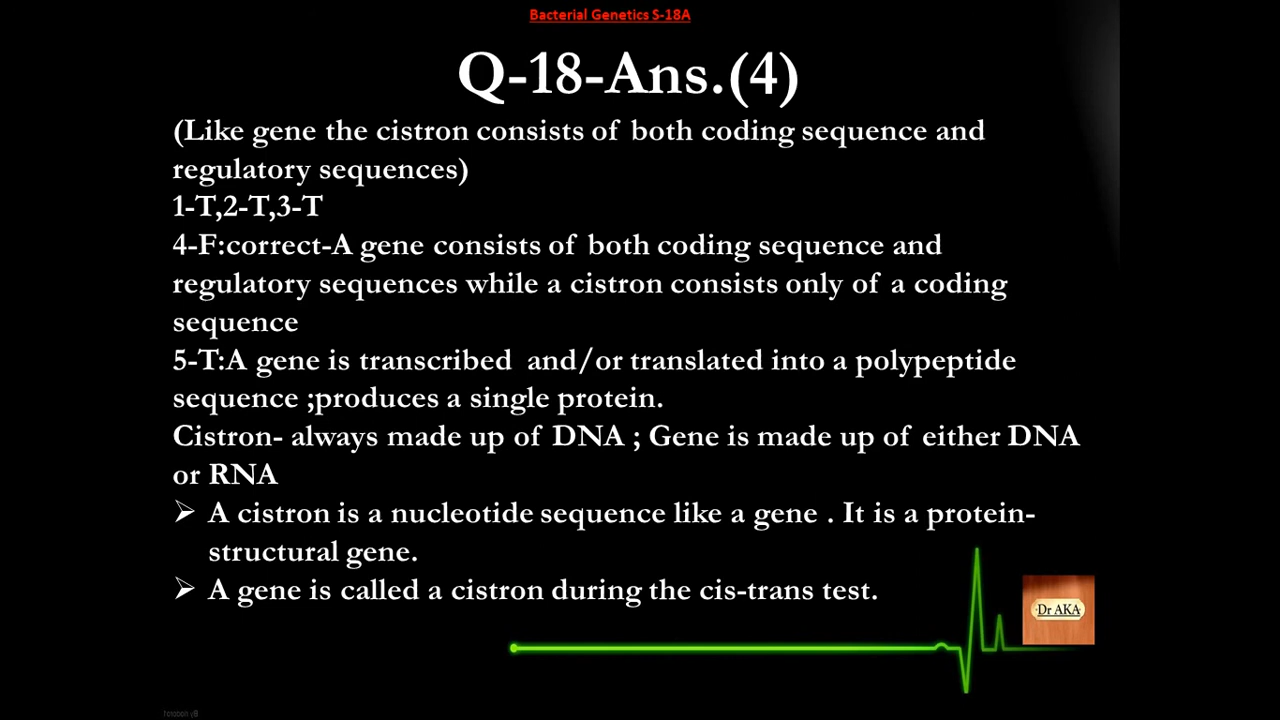 Bacterial Genetics S-18A
Q-18-Ans.(4)
(Like gene the cistron consists of both coding sequence and
regulatory sequences)
1-T,2-T,3-T
4-F:correct-A gene consists of both coding sequence and
regulatory sequences while a cistron consists only of a coding
sequence
5-T:A gene is transcribed and/or translated into a polypeptide
sequence ;produces a single protein.
Cistron- always made up of DNA ; Gene is made up of either DNA
or RNA
➢ A cistron is a nucleotide sequence like a gene . It is a protein-
structural gene.
➢ A gene is called a cistron during the cis-trans test.
Dr AKA